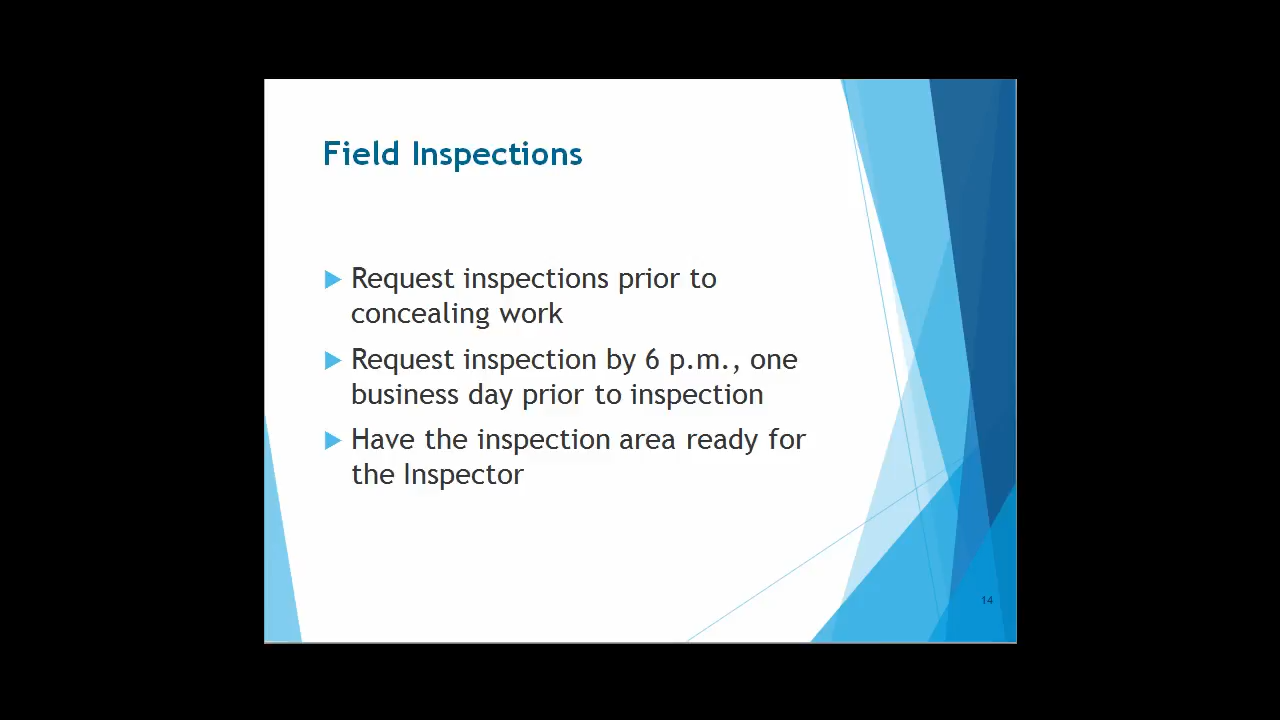 Field Inspections
Request inspections prior to
concealing work
Request inspection by 6 p.m., one
business day prior to inspection
Have the inspection area ready for
the Inspector
14